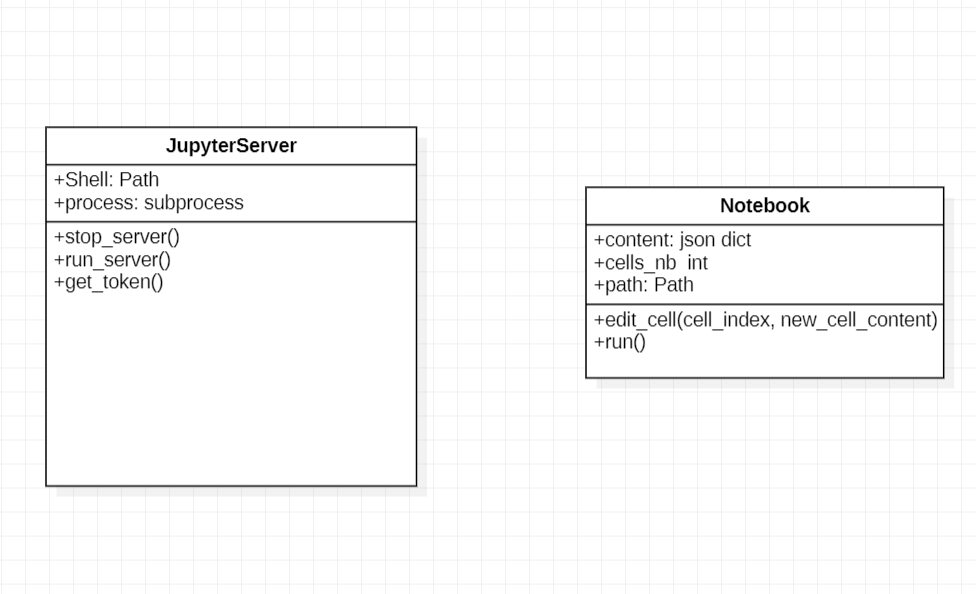 JupyterServer
+Shell: Path
+process: subprocess
+stop_server()
+run_server()
+get_token()
Notebook
+content: json dict
+cells_nb  int
+path: Path
+edit_cell(cell_index, new_cell_content)
+run()